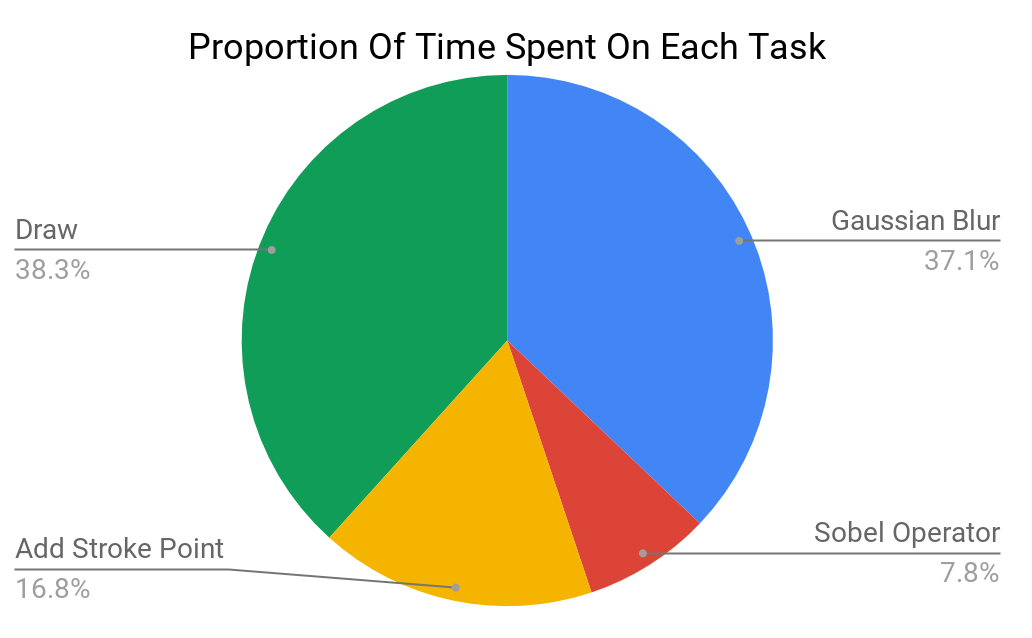 Proportion Of Time Spent On Each Task
Draw
38.3%
Gaussian Blur
37.1%
Add Stroke Point
16.8%
Sobel Operator
7.8%